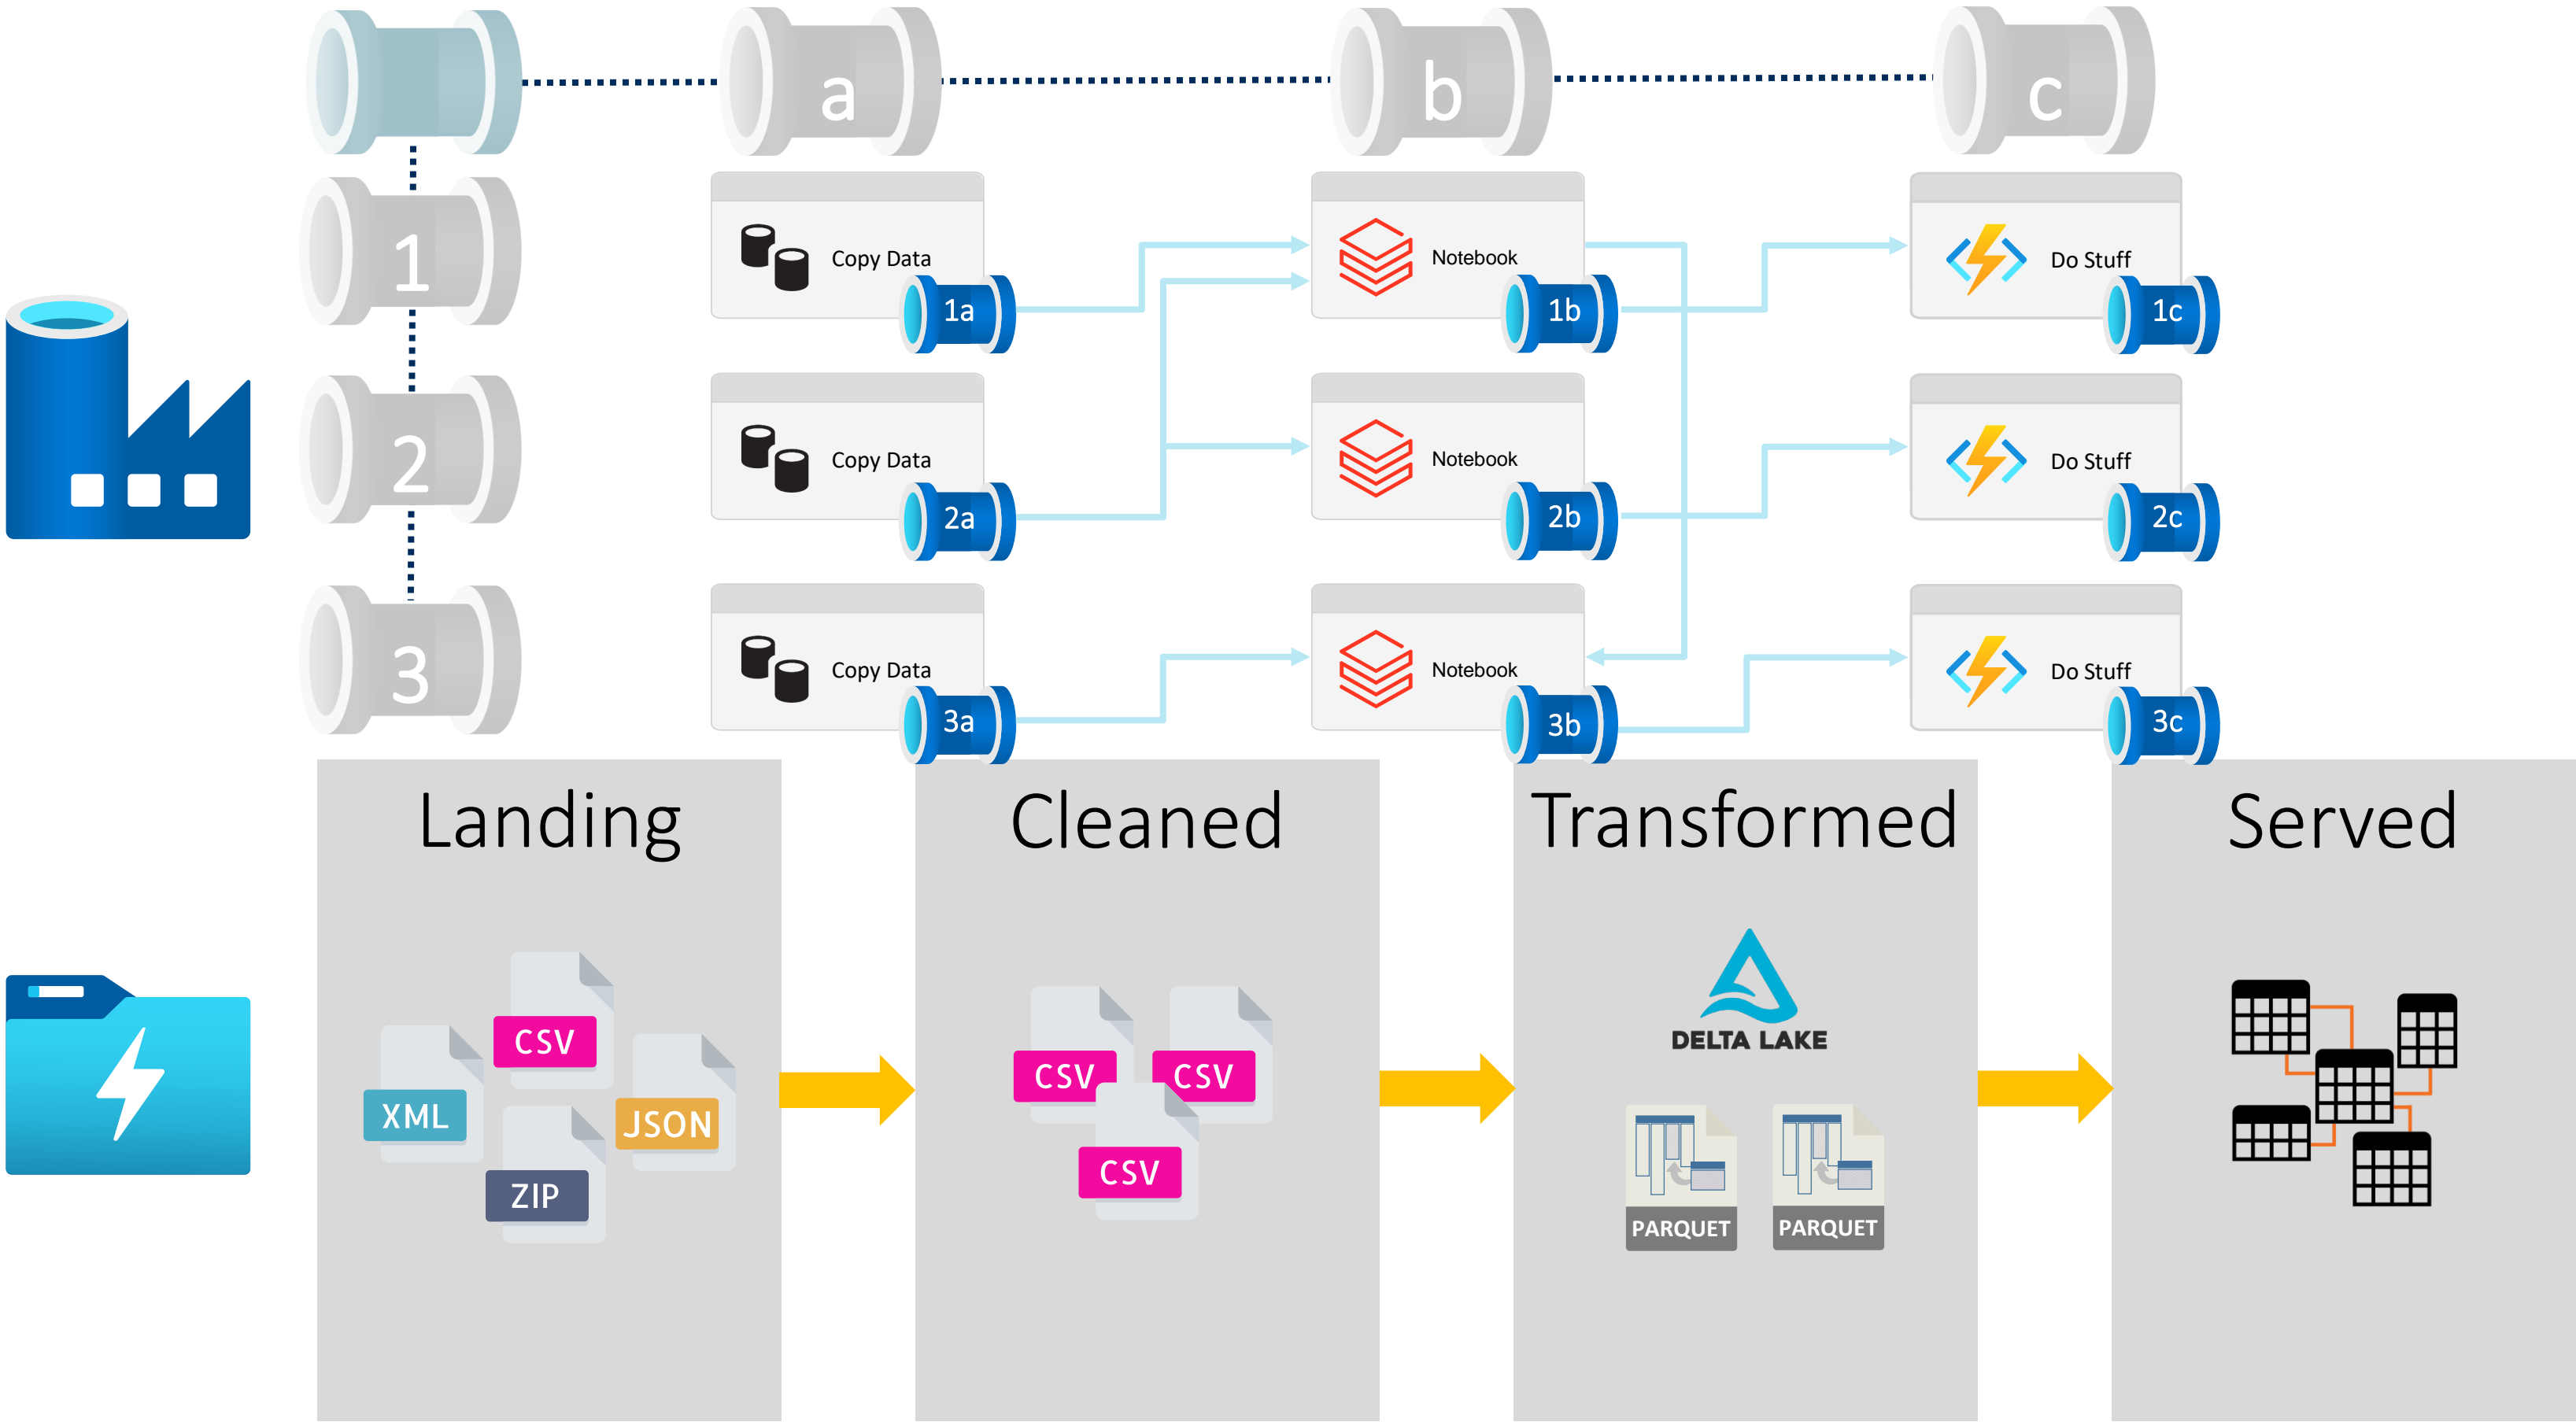 a
b
c
1
Copy Data
1a
Notebook
1b
Do Stuff
1c
2
Copy Data
2a
Notebook
2b
Do Stuff
2c
3
Copy Data
3a
Notebook
3b
Do Stuff
3c
Landing
Cleaned
Transformed
Served
CSV
XML
JSON
ZIP
CSV
CSV
CSV
DELTA LAKE
PARQUET
PARQUET